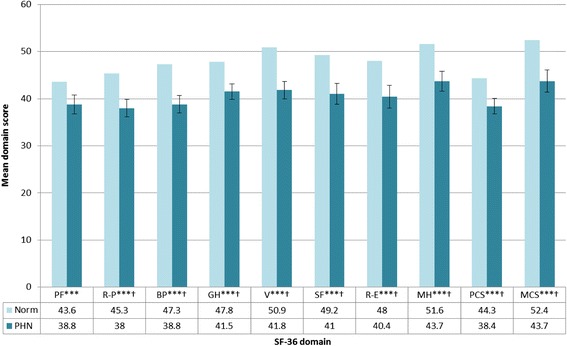 60
50
40
30
20
10
0
Mean domain score
PF*** R-P***† BP***† GH***† V***† SF***† R-E***† MH***† PCS***† MCS***†
Norm 43.6 45.3 47.3 47.8 50.9 49.2 48 51.6 44.3 52.4
PHN 38.8 38 38.8 41.5 41.8 41 40.4 43.7 38.4 43.7
SF-36 domain